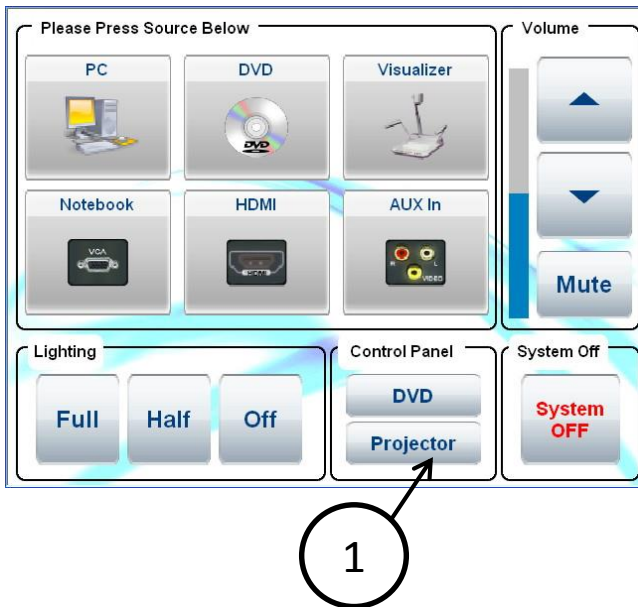 Please Press Source Below
Volume
PC
DVD
Visualizer
DVD
Notebook
HDMI
AUX In
VGA
HDMI
R
L
VIDEO
Mute
Lighting
Control Panel
System Off
Full
Half
Off
DVD
Projector
System
OFF
1